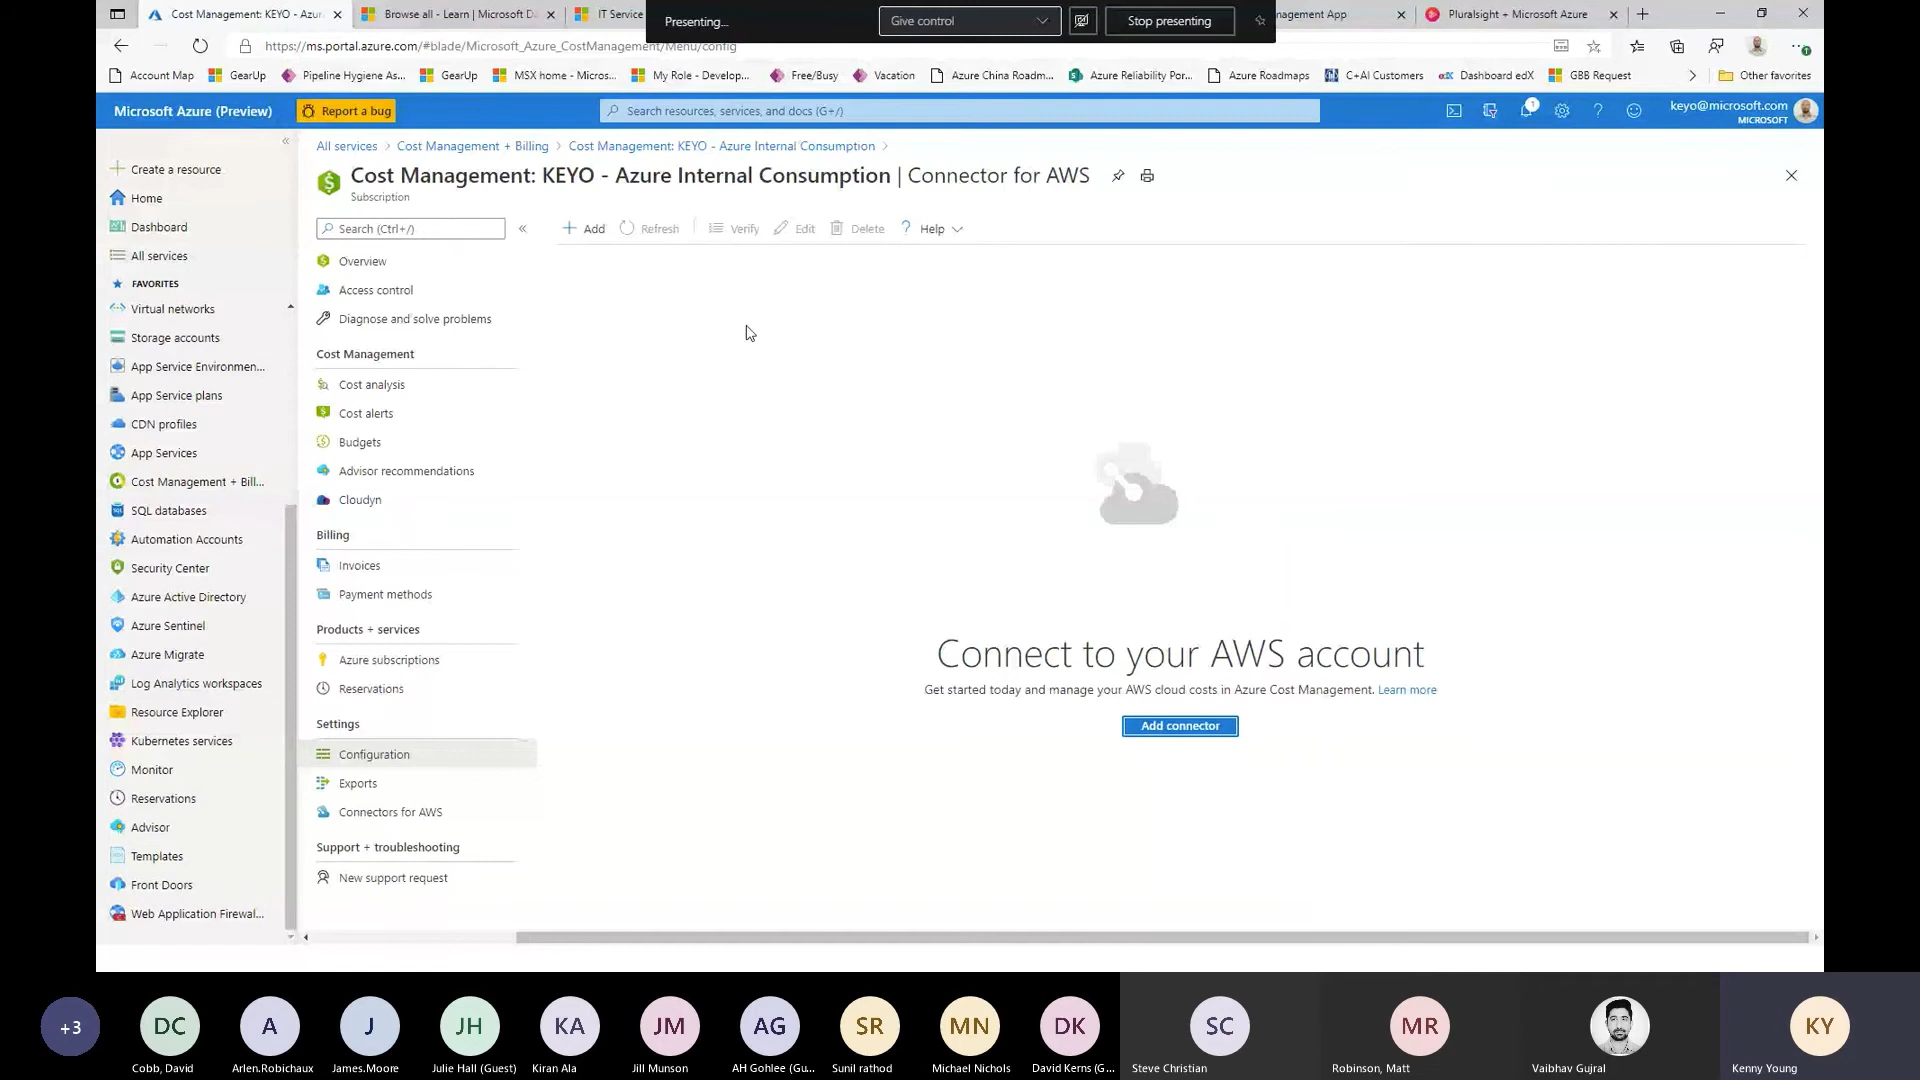 Cost Management: KEYO - Azur
Browse all - Learn | Microsoft D
IT Service
Presenting...
Give control
Stop presenting
nagement App
Pluralsight + Microsoft Azure
https://ms.portal.azure.com/#blade/Microsoft_Azure_CostManagement/Menu/config
Account Map
GearUp
Pipeline Hygiene As...
GearUp
MSX home - Micros...
My Role - Develop...
Free/Busy
Vacation
Azure China Roadm...
Azure Reliability Por...
Azure Roadmaps
C+AI Customers
edX Dashboard edX
GBB Request
Other favorites
Microsoft Azure (Preview)
Report a bug
Search resources, services, and docs (G+/)
1
keyo@microsoft.com
MICROSOFT
Create a resource
Home
Dashboard
All services
FAVORITES
Virtual networks
Storage accounts
App Service Environmen...
App Service plans
CDN profiles
App Services
Cost Management + Bill...
SQL databases
Automation Accounts
Security Center
Azure Active Directory
Azure Sentinel
Azure Migrate
Log Analytics workspaces
Resource Explorer
Kubernetes services
Monitor
Reservations
Advisor
Templates
Front Doors
Web Application Firewal...
All services > Cost Management + Billing > Cost Management: KEYO - Azure Internal Consumption >
Cost Management: KEYO - Azure Internal Consumption | Connector for AWS
Subscription
Search (Ctrl+/)
«
Overview
Access control
Diagnose and solve problems
Cost Management
Cost analysis
Cost alerts
Budgets
Advisor recommendations
Cloudyn
Billing
Invoices
Payment methods
Products + services
Azure subscriptions
Reservations
Settings
Configuration
Exports
Connectors for AWS
Support + troubleshooting
New support request
Add
Refresh
Verify
Edit
Delete
? Help
Connect to your AWS account
Get started today and manage your AWS cloud costs in Azure Cost Management. Learn more
Add connector
+3
DC
Cobb, David
A
Arlen.Robichaux
J
James.Moore
JH
Julie Hall (Guest)
KA
Kiran Ala
JM
Jill Munson
AG
AH Gohlee (Gu...
SR
Sunil rathod
MN
Michael Nichols
DK
David Kerns (G...
SC
Steve Christian
MR
Robinson, Matt
Vaibhav Gujral
KY
Kenny Young